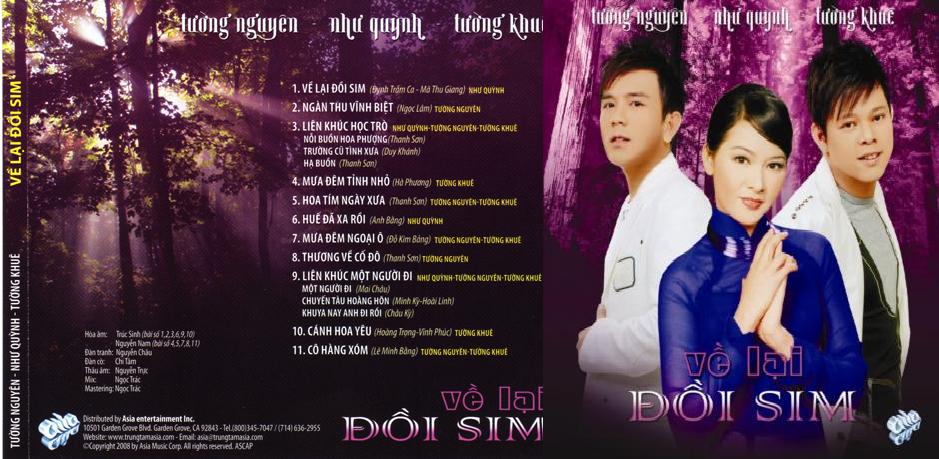 TƯỜNG NGUYÊN - NHƯ QUỲNH - TƯỜNG KHUÊ VỀ LẠI ĐỒI SIM
tường nguyên như quỳnh tường khuê
1. VỀ LẠI ĐỒI SIM (Đynh Trầm Ca - Mã Thu Giang) NHƯ QUỲNH
2. NGÀN THU VĨNH BIỆT (Ngọc Lâm) TƯỜNG NGUYÊN
3. LIÊN KHÚC HỌC TRÒ NHƯ QUỲNH-TƯỜNG NGUYÊN-TƯỜNG KHUÊ
NỖI BUỒN HOA PHƯỢNG (Thanh Sơn)
TRƯỜNG CŨ TÌNH XƯA (Duy Khánh)
HẠ BUỒN (Thanh Sơn)
4. MƯA ĐÊM TỈNH NHỎ (Hà Phương) TƯỜNG KHUÊ
5. HOA TÍM NGÀY XƯA (Thanh Sơn) TƯỜNG NGUYÊN-TƯỜNG KHUÊ
6. HUẾ ĐÃ XA RỒI (Anh Bằng) NHƯ QUỲNH
7. MƯA ĐÊM NGOẠI Ô (Đỗ Kim Bảng) TƯỜNG NGUYÊN-TƯỜNG KHUÊ
8. THƯƠNG VỀ CỐ ĐÔ (Thanh Sơn) TƯỜNG NGUYÊN
9. LIÊN KHÚC MỘT NGƯỜI ĐI NHƯ QUỲNH-TƯỜNG NGUYÊN-TƯỜNG KHUÊ
MỘT NGƯỜI ĐI (Mai Châu)
CHUYẾN TÀU HOÀNG HÔN (Minh Kỳ-Hoài Linh)
KHUYA NAY ANH ĐI RỒI (Châu Kỳ)
10. CÁNH HOA YÊU (Hoàng Trọng-Vĩnh Phúc) TƯỜNG KHUÊ
11. CÔ HÀNG XÓM (Lê Minh Bằng) TƯỜNG NGUYÊN-TƯỜNG KHUÊ
Hòa âm: Trúc Sinh (bài số 1,2,3,6,9,10)
Nguyễn Nam (bài số 4,5,7,8,11)
Đàn tranh: Nguyễn Châu
Đàn cò: Chí Tâm
Thâu âm: Nguyễn Trực
Mix: Ngọc Trác
Mastering: Ngọc Trác
asia
Distributed by Asia entertainment Inc.
10501 Garden Grove Blvd. Garden Grove, CA 92843 - Tel.(800)345-7047 / (714) 636-2955
Website: www.trungtamasia.com - Email: asia@trungtamasia.com
©Copyright 2008 by Asia Music Corp. All rights reserved. ASCAP
về lại
ĐỒI SIM
tường nguyên như quỳnh tường khuê
về lại
ĐỒI SIM
asia